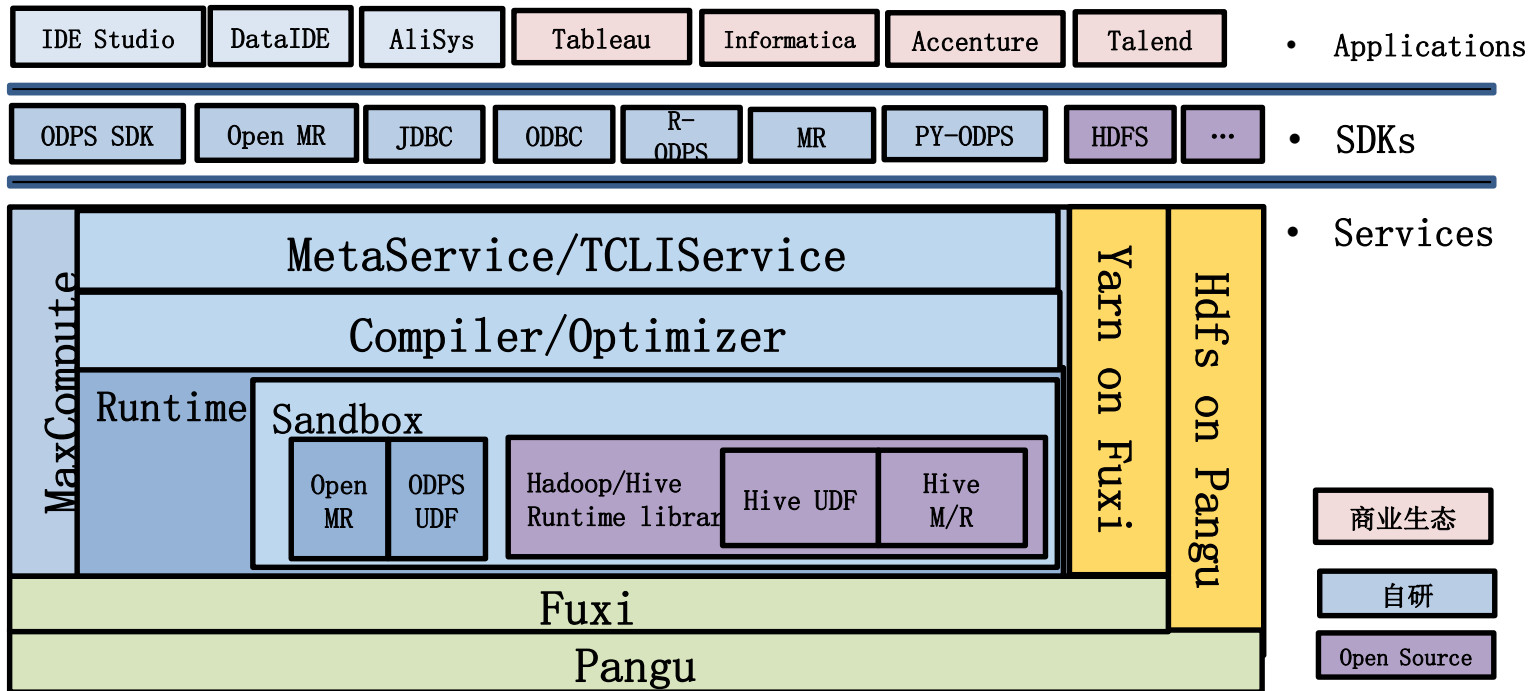 IDE Studio
DataIDE
AliSys
Tableau
Informatica
Accenture
Talend
• Applications
ODPS SDK
Open MR
JDBC
ODBC
R-
ODPS
MR
PY-ODPS
HDFS
…
• SDKs
MaxCompute
MetaService/TCLIService
Compiler/Optimizer
Runtime
Sandbox
Open
MR
ODPS
UDF
Hadoop/Hive
Runtime librar
Hive UDF
Hive
M/R
Yarn on Fuxi
Hdfs on Pangu
• Services
Fuxi
Pangu
商业生态
自研
Open Source